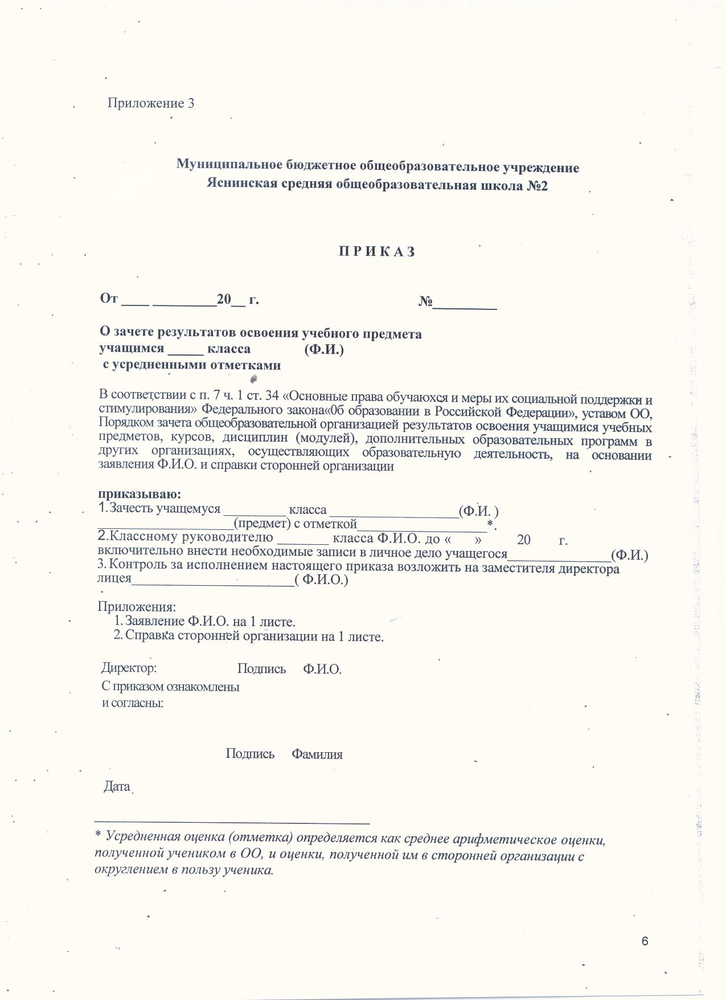 Приложение 3
Муниципальное бюджетное общеобразовательное учреждение
Яснинская средняя общеобразовательная школа №2
П Р И К А З
От ____ _________20__ г. №_________
О зачете результатов освоения учебного предмета
учащимся _____ класса (Ф.И.)
с усредненными отметками
В соответствии с п. 7 ч. 1 ст. 34 «Основные права обучаюхся и меры их социальной поддержки и
стимулирования» Федерального закона«Об образовании в Российской Федерации», уставом ОО,
Порядком зачета общеобразовательной организацией результатов освоения учащимися учебных
предметов, курсов, дисциплин (модулей), дополнительных образовательных программ в
других организациях, осуществляющих образовательную деятельность, на основании
заявления Ф.И.О. и справки сторонней организации
приказываю:
1.Зачесть учащемуся _________ класса __________________(Ф.И. )
___________________(предмет) с отметкой__________________*.
2.Классному руководителю _______ класса Ф.И.О. до « » 20 г.
включительно внести необходимые записи в личное дело учащегося______________(Ф.И.)
3. Контроль за исполнением настоящего приказа возложить на заместителя директора
лицея_______________________( Ф.И.О.)
Приложения:
1. Заявление Ф.И.О. на 1 листе.
2. Справка сторонней организации на 1 листе.
Директор: Подпись Ф.И.О.
С приказом ознакомлены
и согласны:
Подпись Фамилия
Дата
* Усредненная оценка (отметка) определяется как среднее арифметическое оценки,
полученной учеником в ОО, и оценки, полученной им в сторонней организации с
округлением в пользу ученика.
6